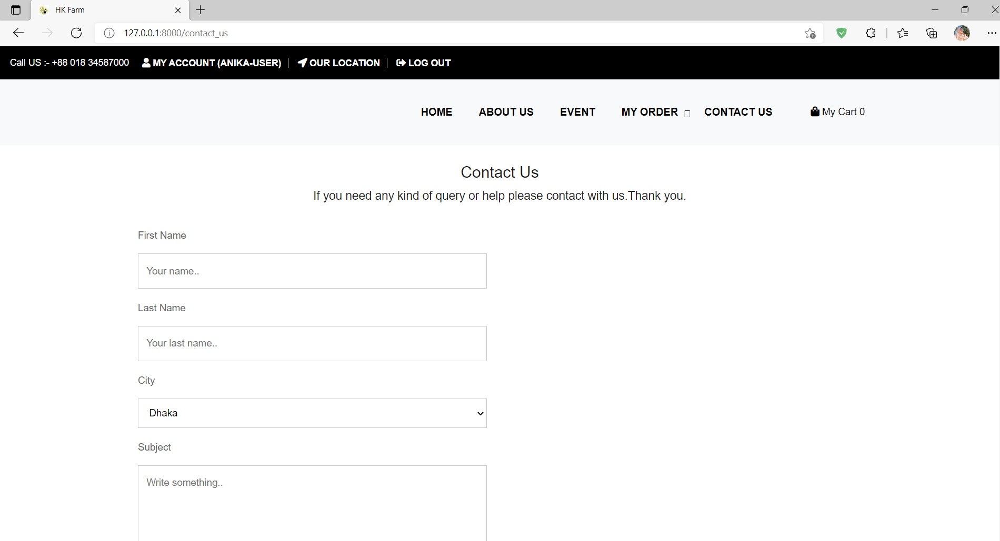 HK Farm
127.0.0.1:8000/contact_us
Call US :- +88 018 34587000 MY ACCOUNT (ANIKA-USER) OUR LOCATION LOG OUT
HOME ABOUT US EVENT MY ORDER CONTACT US My Cart 0
Contact Us
If you need any kind of query or help please contact with us.Thank you.
First Name
Your name..
Last Name
Your last name..
City
Dhaka
Subject
Write something..